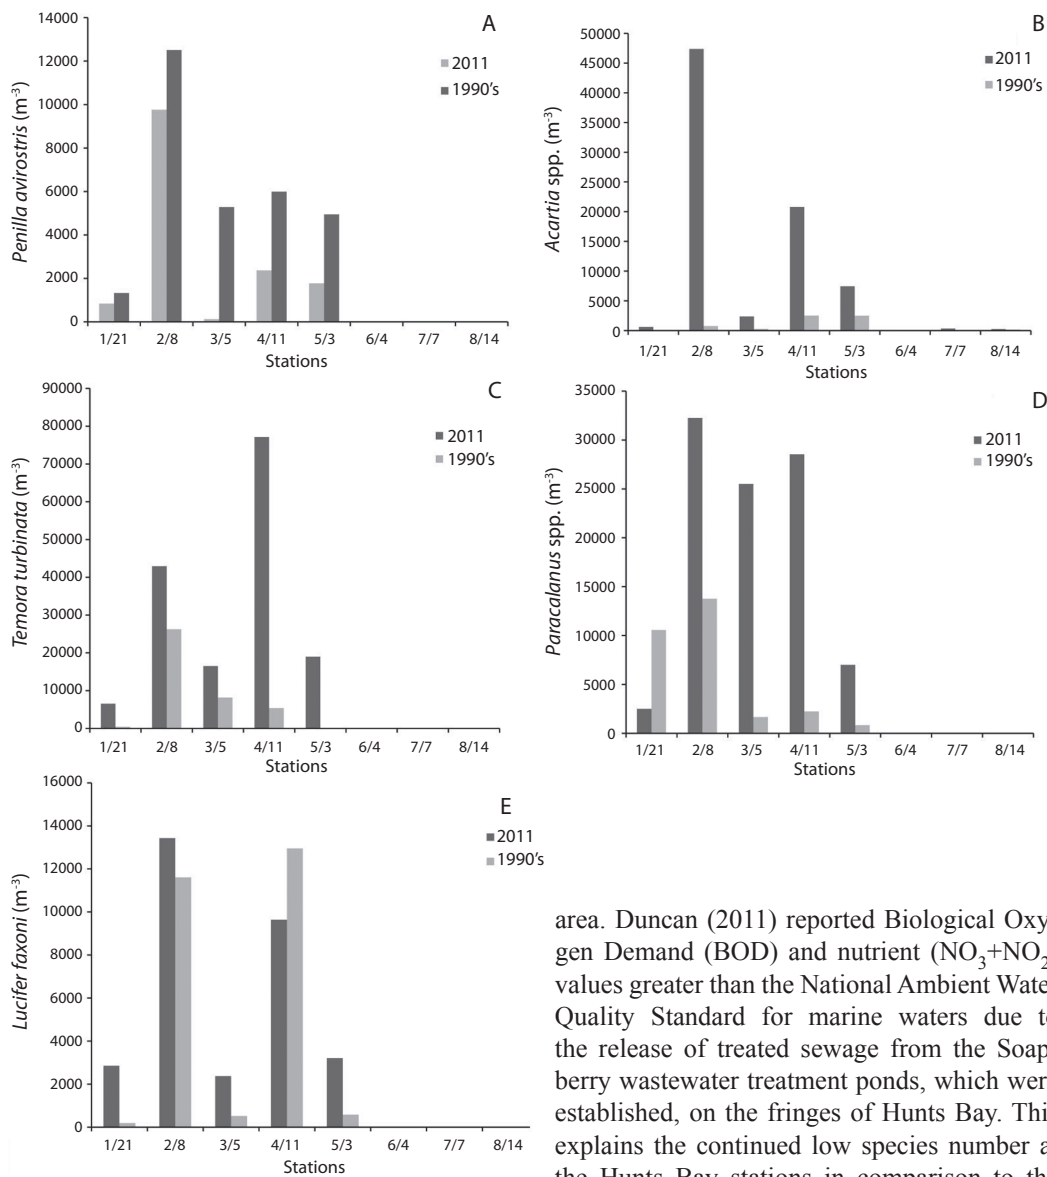 A
14000
12000
10000
8000
6000
4000
2000
0
Penilla avirostris (m-3)
2011
1990's
1/21 2/8 3/5 4/11 5/3 6/4 7/7 8/14
Stations
B
50000
45000
40000
35000
30000
25000
20000
15000
10000
5000
0
Acartia spp. (m-3)
2011
1990's
1/21 2/8 3/5 4/11 5/3 6/4 7/7 8/14
Stations
C
90000
80000
70000
60000
50000
40000
30000
20000
10000
0
Temora turbinata (m-3)
2011
1990's
1/21 2/8 3/5 4/11 5/3 6/4 7/7 8/14
Stations
D
35000
30000
25000
20000
15000
10000
5000
0
Paracalanus spp. (m-3)
2011
1990's
1/21 2/8 3/5 4/11 5/3 6/4 7/7 8/14
Stations
E
16000
14000
12000
10000
8000
6000
4000
2000
0
Lucifer faxoni (m-3)
2011
1990's
1/21 2/8 3/5 4/11 5/3 6/4 7/7 8/14
Stations
area. Duncan (2011) reported Biological Oxy
gen Demand (BOD) and nutrient (NO3+NO2
values greater than the National Ambient Wate
Quality Standard for marine waters due t
the release of treated sewage from the Soap
berry wastewater treatment ponds, which wer
established, on the fringes of Hunts Bay. Thi
explains the continued low species number a
the Hunts Bay stations in comparison to th